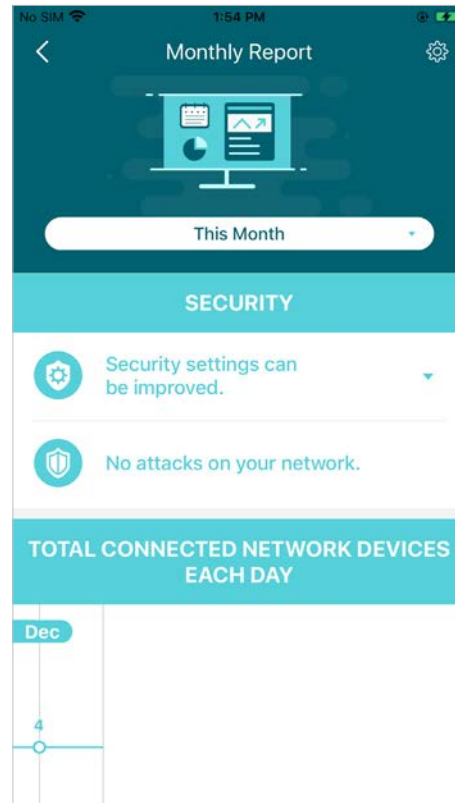 No SIM 1:54 PM
Monthly Report
This Month
SECURITY
Security settings can
be improved.
No attacks on your network.
TOTAL CONNECTED NETWORK DEVICES
EACH DAY
Dec
4